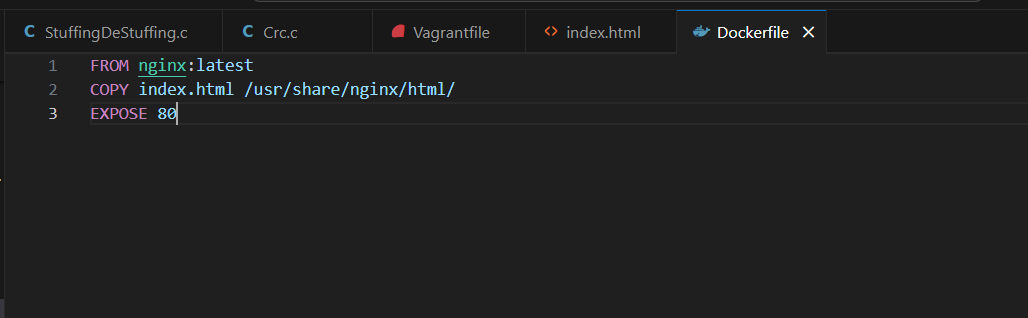 C StuffingDeStuffing.c C Crc.c Vagrantfile <> index.html Dockerfile ×
1 FROM nginx:latest
2 COPY index.html /usr/share/nginx/html/
3 EXPOSE 80